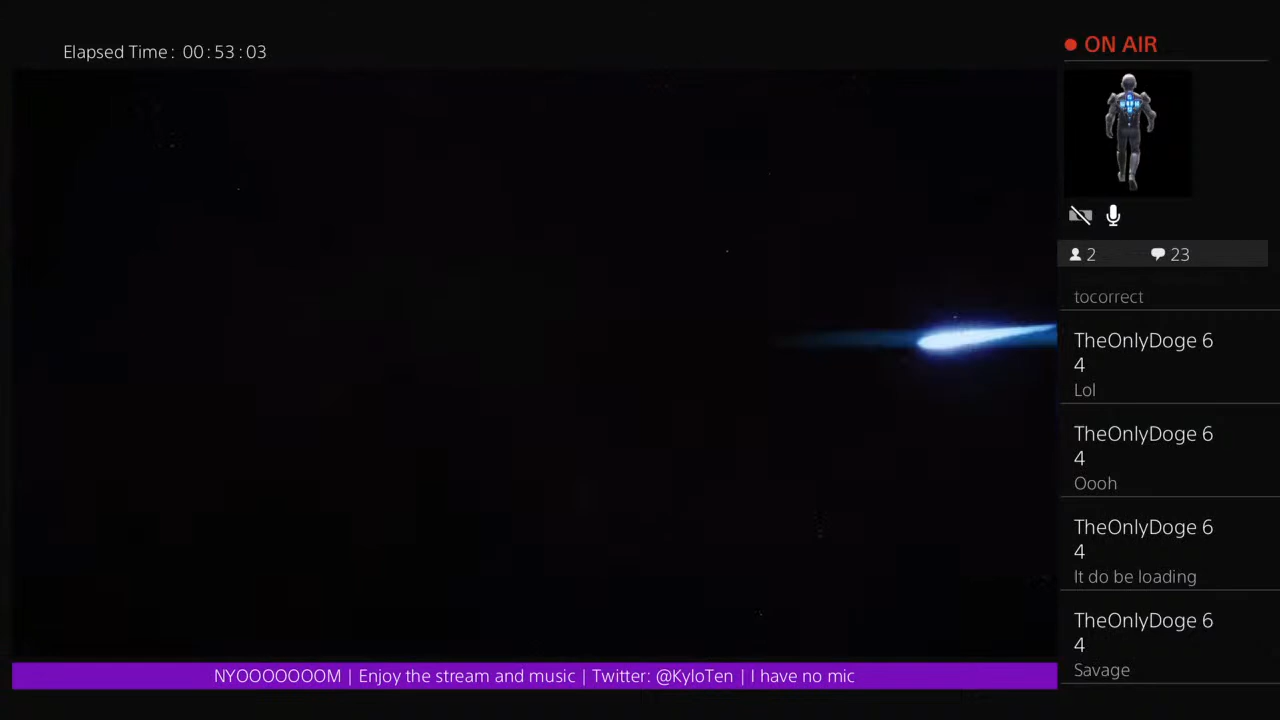 Elapsed Time: 00:53:03
ON AIR
2 23
tocorrect
TheOnlyDoge 6
4
Lol
TheOnlyDoge 6
4
Oooh
TheOnlyDoge 6
4
It do be loading
TheOnlyDoge 6
4
Savage
NYOOOOOOOM | Enjoy the stream and music | Twitter: @KyloTen | I have no mic